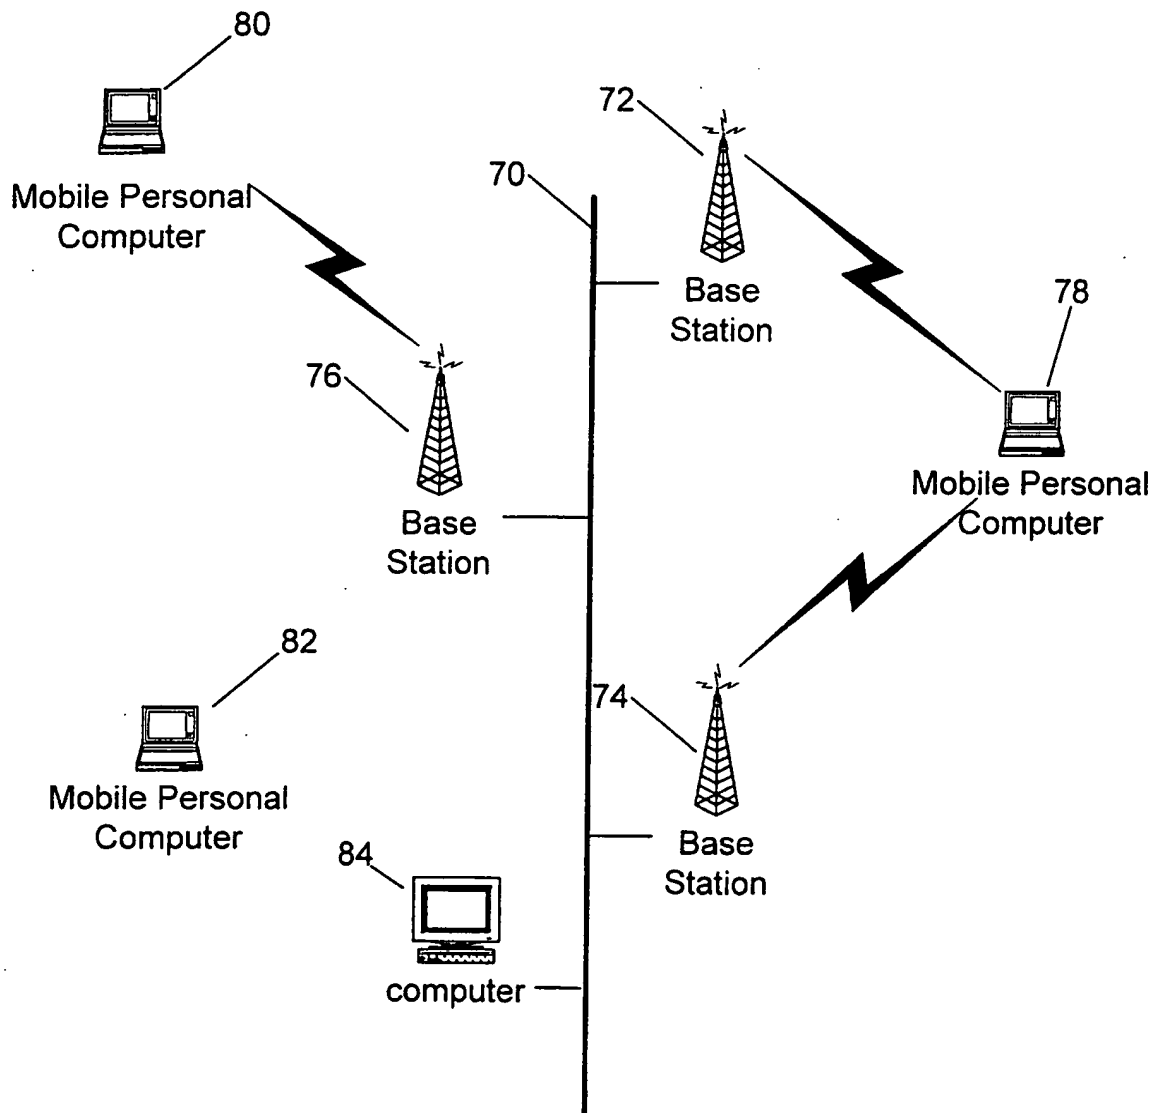 80
Mobile Personal
Computer
72
70
Base
Station
78
Mobile Personal
Computer
76
Base
Station
82
Mobile Personal
Computer
74
Base
Station
84
computer